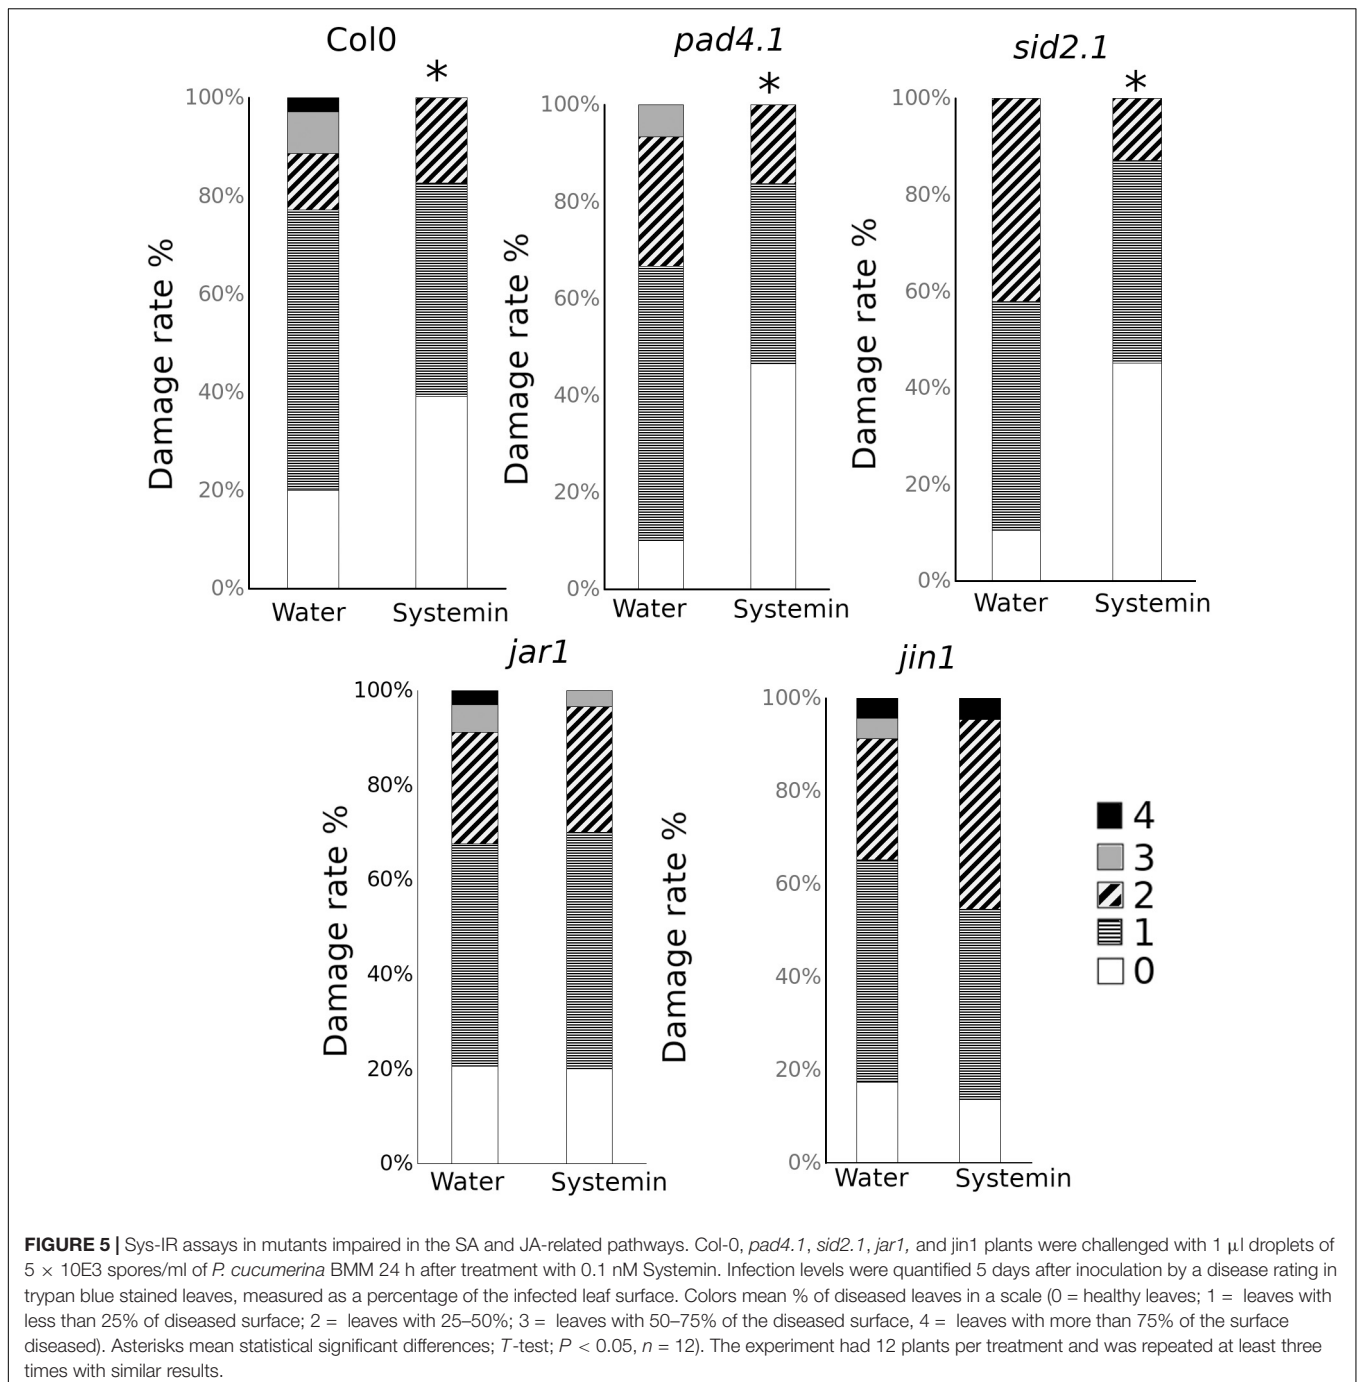 Col0
pad4.1
sid2.1
*
*
*
100%
80%
60%
40%
20%
0%
Damage rate %
Water Systemin
100%
80%
60%
40%
20%
0%
Damage rate %
Water Systemin
100%
80%
60%
40%
20%
0%
Damage rate %
Water Systemin
jar1
100%
80%
60%
40%
20%
0%
Damage rate %
Water Systemin
jin1
100%
80%
60%
40%
20%
0%
Damage rate %
Water Systemin
4
3
2
1
0
FIGURE 5 | Sys-IR assays in mutants impaired in the SA and JA-related pathways. Col-0, pad4.1, sid2.1, jar1, and jin1 plants were challenged with 1 μl droplets of
5 × 10E3 spores/ml of P. cucumerina BMM 24 h after treatment with 0.1 nM Systemin. Infection levels were quantified 5 days after inoculation by a disease rating in
trypan blue stained leaves, measured as a percentage of the infected leaf surface. Colors mean % of diseased leaves in a scale (0 = healthy leaves; 1 = leaves with
less than 25% of diseased surface; 2 = leaves with 25–50%; 3 = leaves with 50–75% of the diseased surface, 4 = leaves with more than 75% of the surface
diseased). Asterisks mean statistical significant differences; T-test; P < 0.05, n = 12). The experiment had 12 plants per treatment and was repeated at least three
times with similar results.